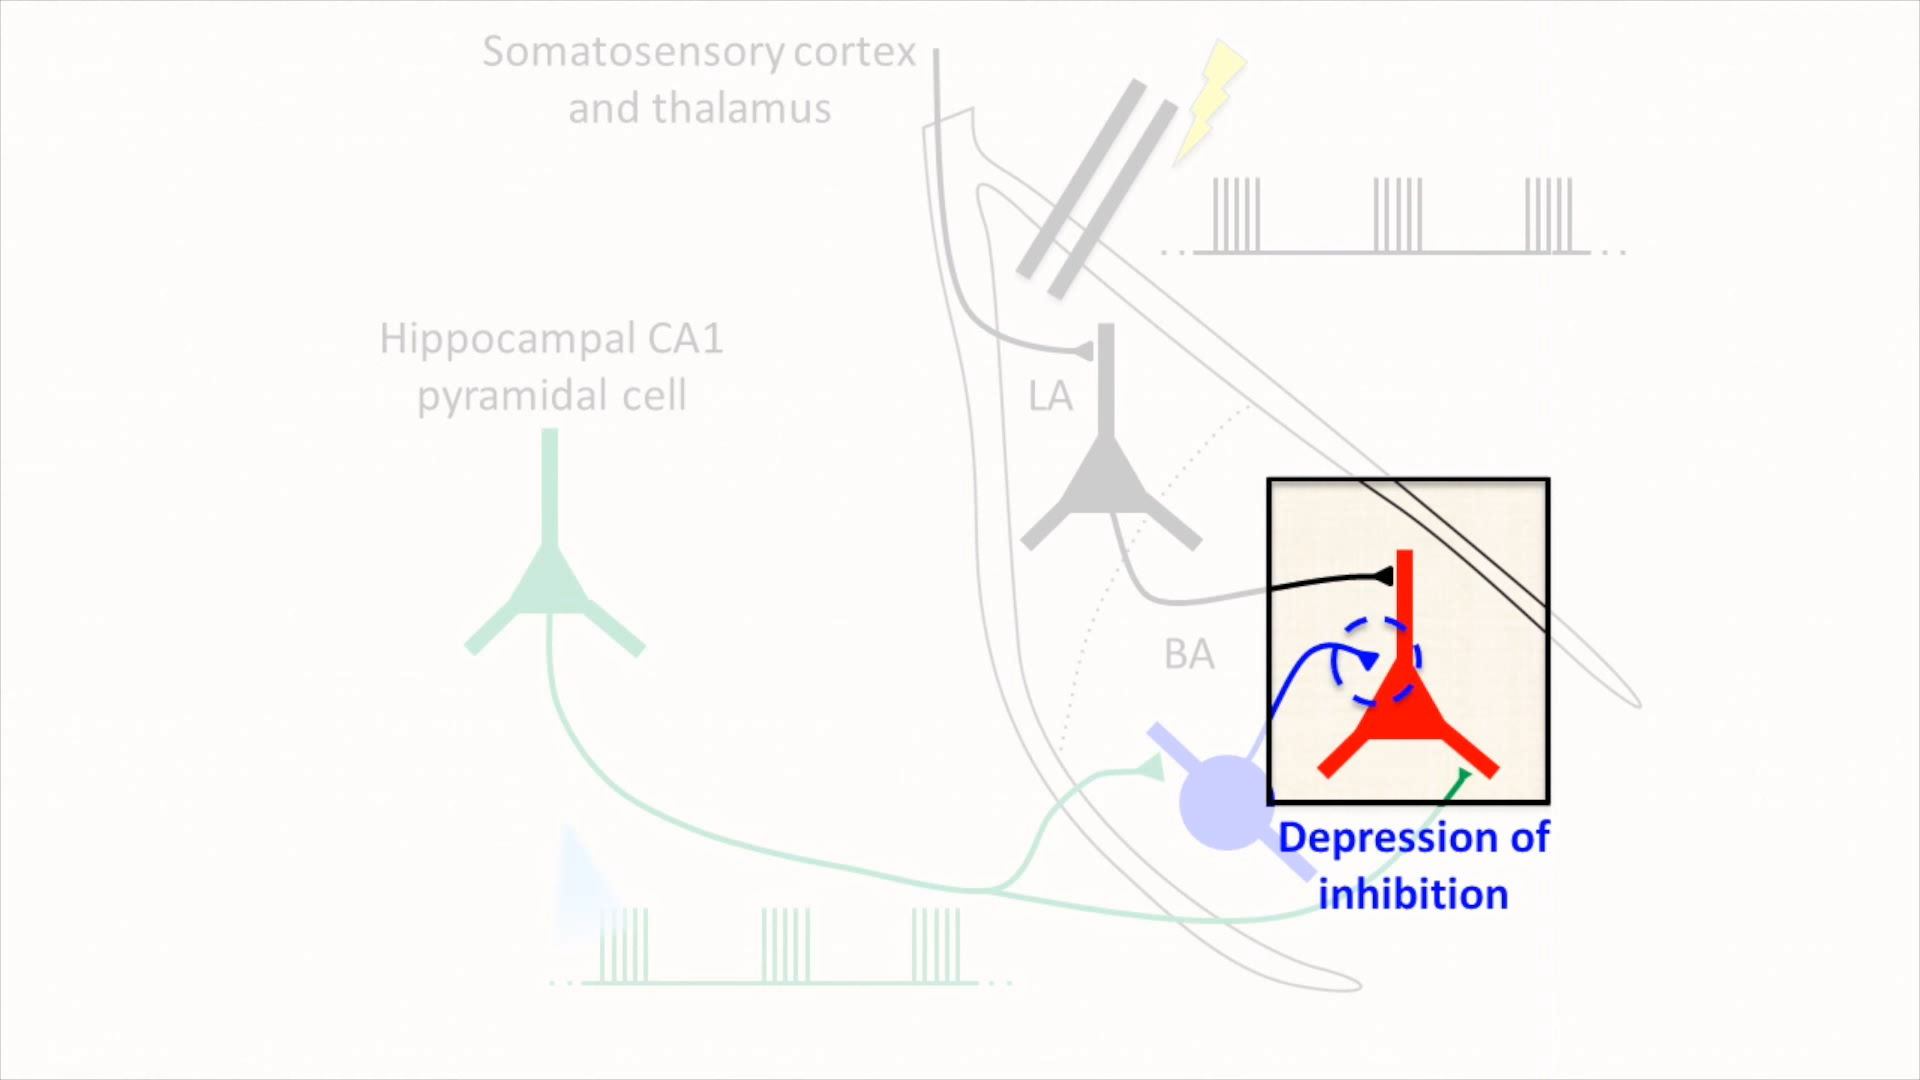 Somatosensory cortex
and thalamus
Hippocampal CA1
pyramidal cell
LA
BA
Depression of
inhibition